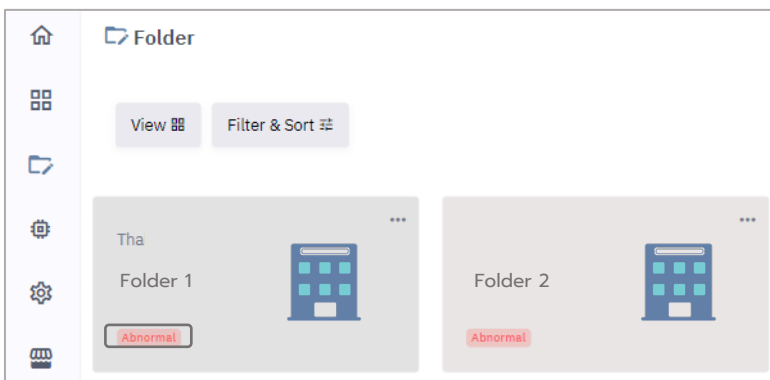 Folder
View
Filter & Sort
Tha
Folder 1
Folder 2
Abnormal
Abnormal